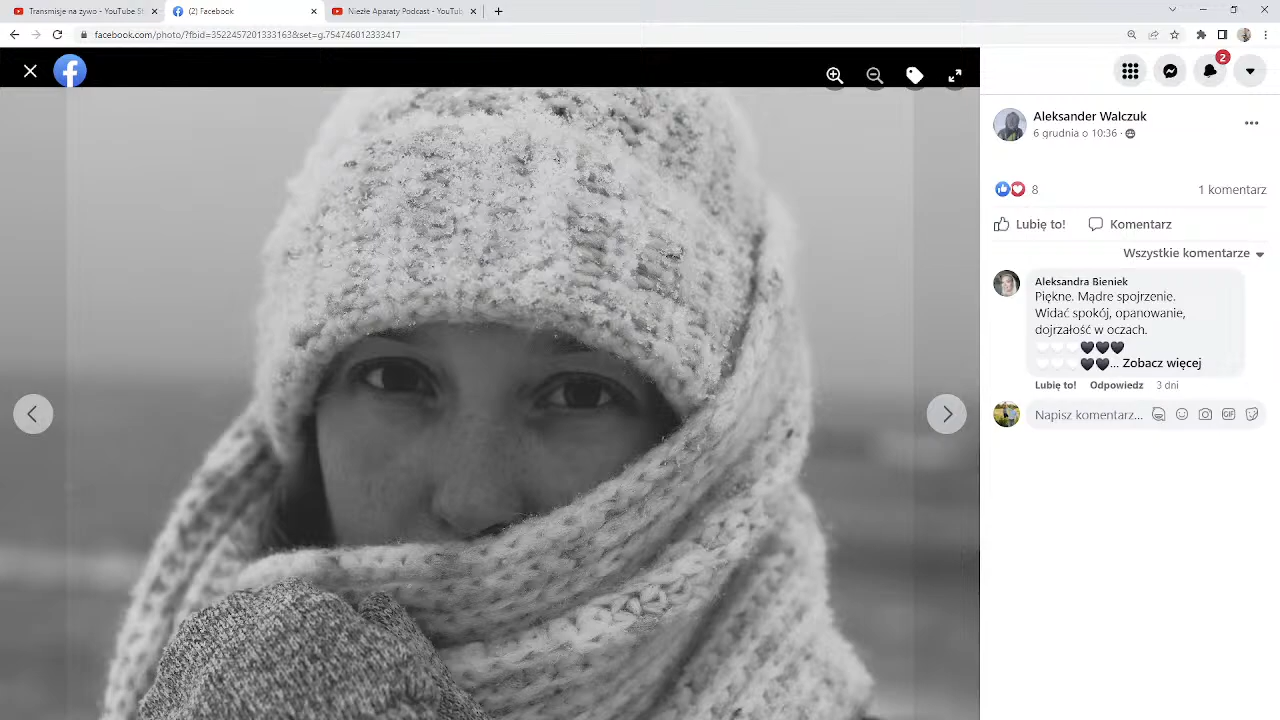 Transmisje na żywo - YouTube St
(2) Facebook
Niezłe Aparaty Podcast - YouTub
facebook.com/photo/?fbid=3522457201333163&set=g.754746012333417
2
Aleksander Walczuk
6 grudnia o 10:36 ·
8
1 komentarz
Lubię to!
Komentarz
Wszystkie komentarze
Aleksandra Bieniek
Piękne. Mądre spojrzenie.
Widać spokój, opanowanie,
dojrzałość w oczach.
🤍🤍🤍🖤🖤🖤
🤍🤍🤍🖤🖤... Zobacz więcej
Lubię to! Odpowiedz 3 dni
Napisz komentarz...
GIF